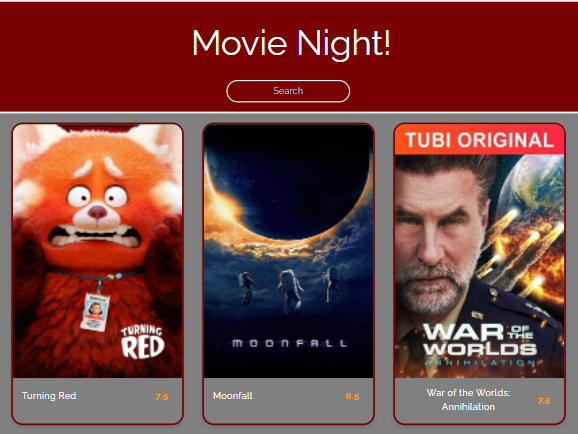 Movie Night!
Search
TURNING
RED
MOONFALL
TUBI ORIGINAL
WAR OF THE
WORLDS
ANNIHILATION
Turning Red 7.5
Moonfall 6.5
War of the Worlds:
Annihilation 7.5